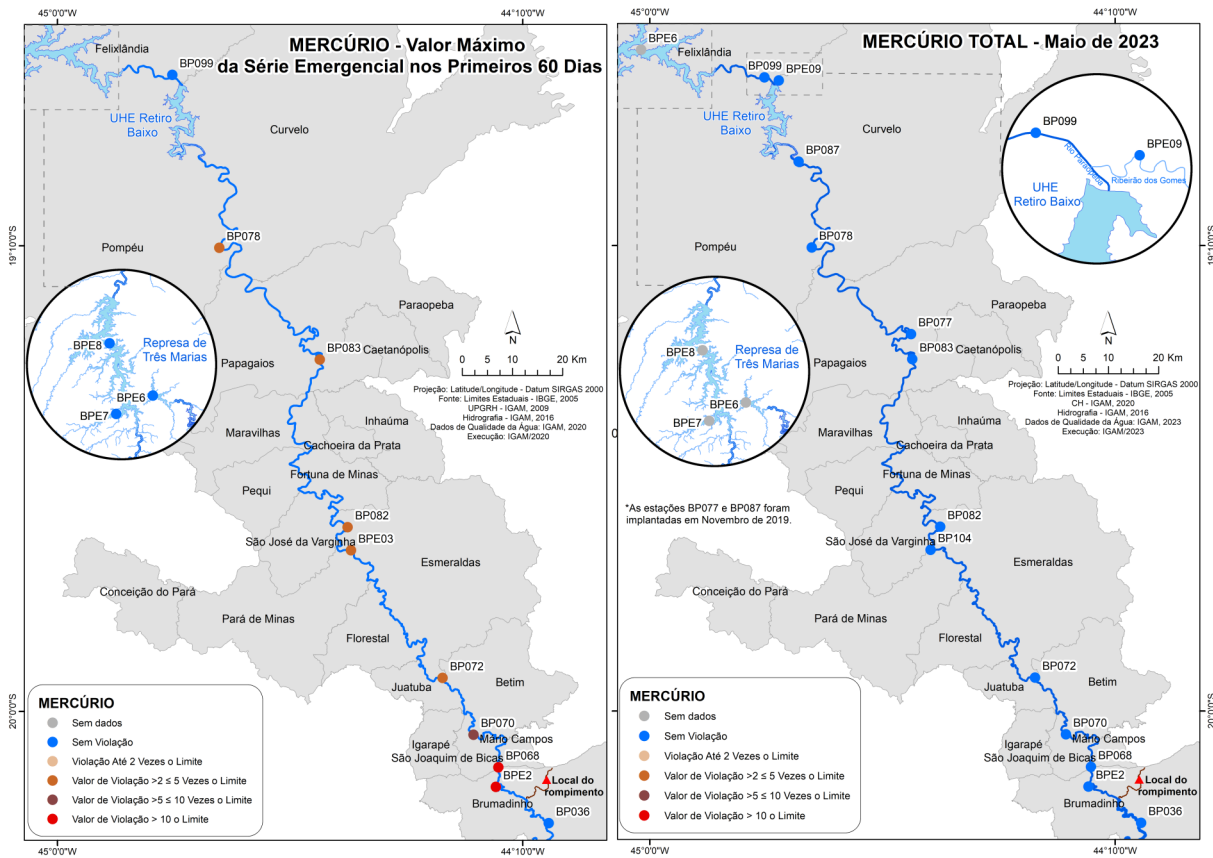 45°0'0"W
44°10'0"W
MERCÚRIO - Valor Máximo
da Série Emergencial nos Primeiros 60 Dias
Felixlândia
BP099
UHE Retiro
Baixo
Curvelo
19°10'0"S
BP078
Pompéu
Paraopeba
BPE8
Represa de
Três Marias
BPE6
BPE7
BP083
Caetanópolis
Papagaios
N
0 5 10 20 Km
Projeção: Latitude/Longitude - Datum SIRGAS 2000
Fonte: Limites Estaduais - IBGE, 2005
UPGRH - IGAM, 2009
Hidrografia - IGAM, 2016
Dados de Qualidade da Água: IGAM, 2020
Execução: IGAM/2020
Inhaúma
Maravilhas
Cachoeira da Prata
Fortuna de Minas
Pequi
BP082
São José da Varginha
BPE03
Esmeraldas
Conceição do Pará
Pará de Minas
Florestal
BP072
Juatuba
Betim
20°0'0"S
BP070
Igarapé
Mário Campos
São Joaquim de Bicas
BP068
BPE2
Local do
rompimento
Brumadinho
BP036
MERCÚRIO
Sem dados
Sem Violação
Violação Até 2 Vezes o Limite
Valor de Violação >2 ≤ 5 Vezes o Limite
Valor de Violação >5 ≤ 10 Vezes o Limite
Valor de Violação > 10 o Limite
45°0'0"W
44°10'0"W
45°0'0"W
44°10'0"W
MERCÚRIO TOTAL - Maio de 2023
BPE6
Felixlândia
BP099
BPE09
UHE Retiro
Baixo
Curvelo
BP087
BP099
BPE09
Rio Paraopeba
Ribeirão dos Gomes
UHE
Retiro Baixo
19°10'0"S
BP078
Pompéu
Paraopeba
BP077
BPE8
Represa de
Três Marias
BPE6
BPE7
BP083
Caetanópolis
Papagaios
N
0 5 10 20 Km
Projeção: Latitude/Longitude - Datum SIRGAS 2000
Fonte: Limites Estaduais - IBGE, 2005
CH - IGAM, 2020
Hidrografia - IGAM, 2016
Dados de Qualidade da Água: IGAM, 2023
Execução: IGAM/2023
Inhaúma
Maravilhas
Cachoeira da Prata
Fortuna de Minas
Pequi
*As estações BP077 e BP087 foram
implantadas em Novembro de 2019.
BP082
São José da Varginha
BP104
Esmeraldas
Conceição do Pará
Pará de Minas
Florestal
BP072
Juatuba
Betim
20°0'0"S
BP070
Igarapé
Mário Campos
São Joaquim de Bicas
BP068
BPE2
Local do
rompimento
Brumadinho
BP036
MERCÚRIO
Sem dados
Sem Violação
Violação Até 2 Vezes o Limite
Valor de Violação >2 ≤ 5 Vezes o Limite
Valor de Violação >5 ≤ 10 Vezes o Limite
Valor de Violação > 10 o Limite
45°0'0"W
44°10'0"W